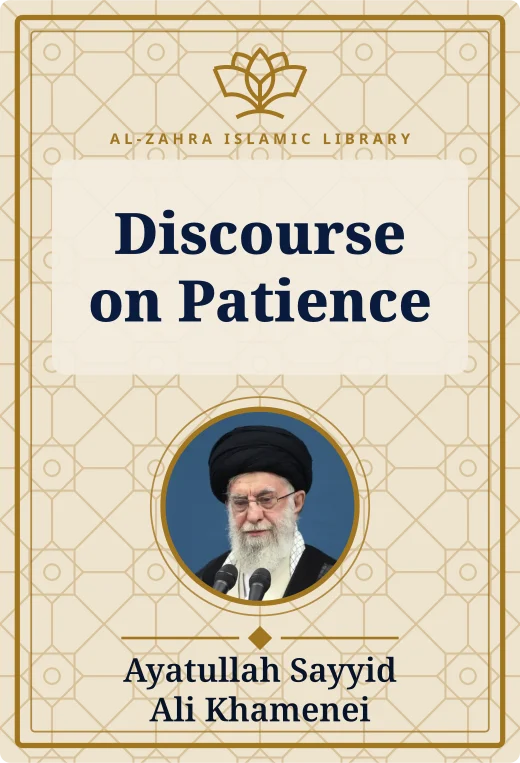 AL-ZAHRA ISLAMIC LIBRARY
Discourse
on Patience
Ayatullah Sayyid
Ali Khamenei